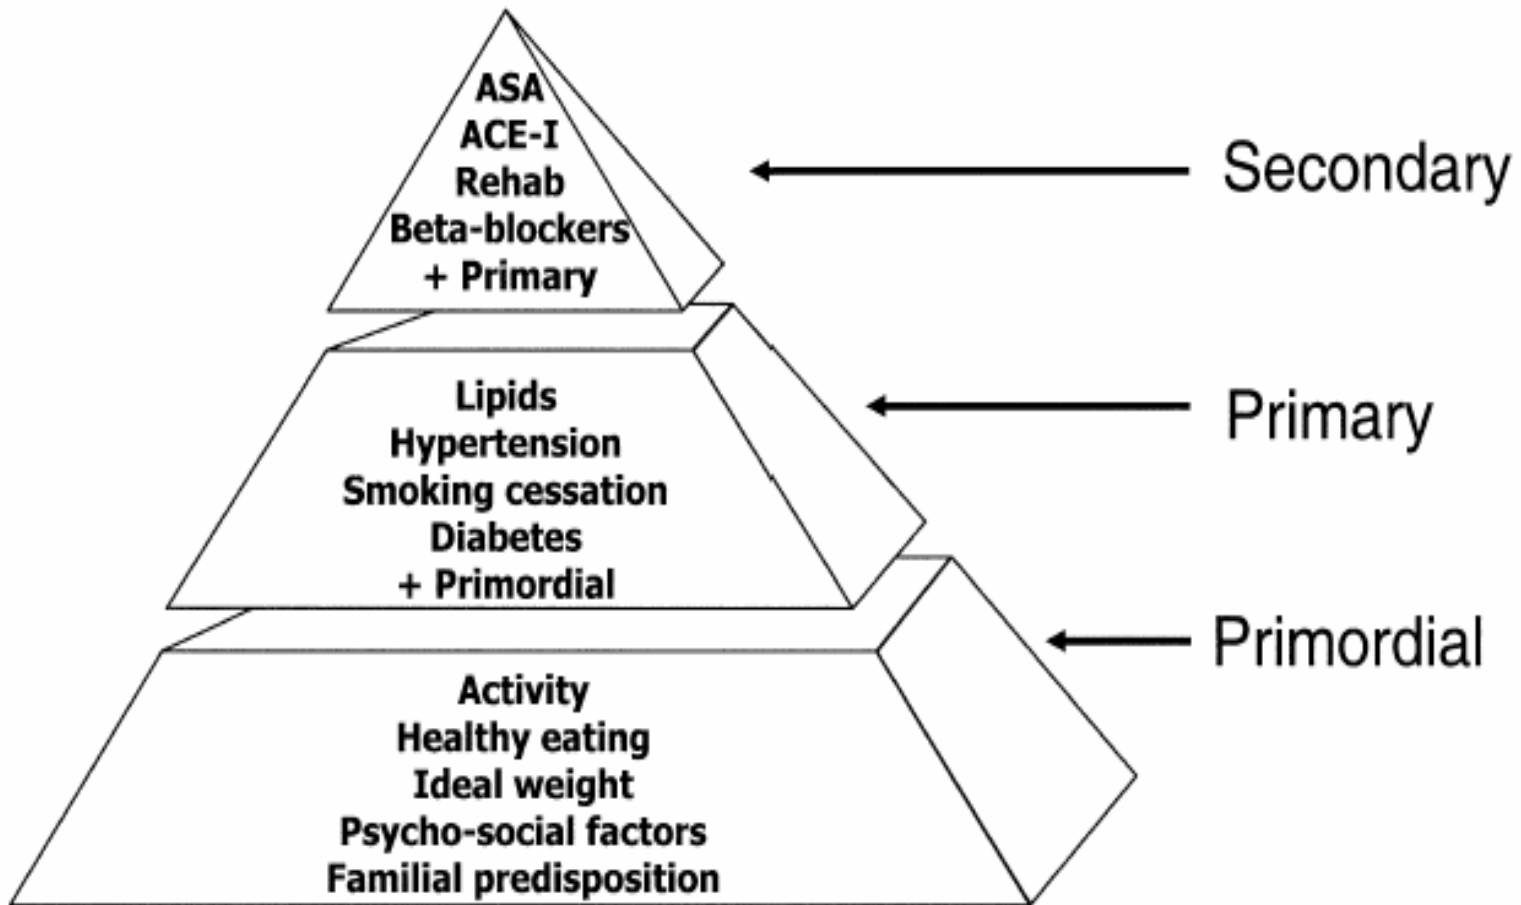 ASA
ACE-I
Rehab
Beta-blockers
+ Primary
Secondary
Lipids
Hypertension
Smoking cessation
Diabetes
+ Primordial
Primary
Activity
Healthy eating
Ideal weight
Psycho-social factors
Familial predisposition
Primordial